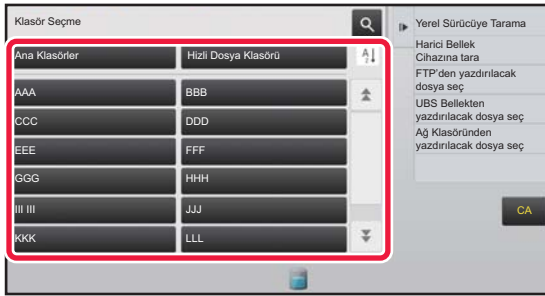 Klasör Seçme
Ana Klasörler
Hizli Dosya Klasörü
AAA
BBB
CCC
DDD
EEE
FFF
GGG
HHH
III III
JJJ
KKK
LLL
Yerel Sürücüye Tarama
Harici Bellek
Cihazına tara
FTP'den yazdırılacak
dosya seç
UBS Bellekten
yazdırılacak dosya seç
Ağ Klasöründen
yazdırılacak dosya seç
CA